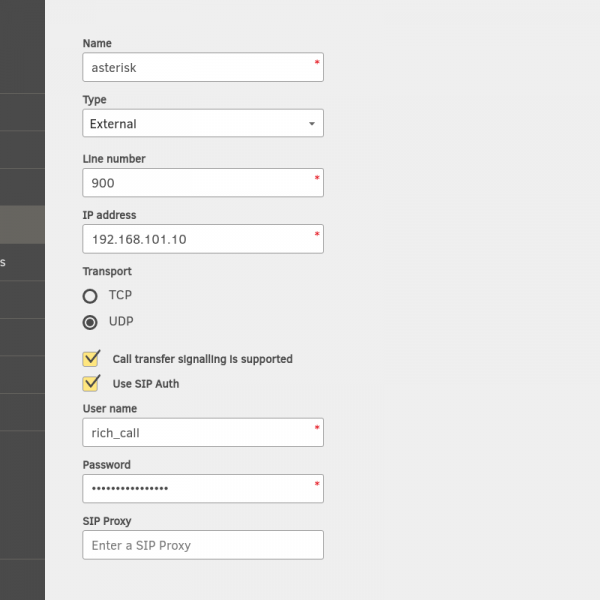 Name
asterisk
*
Type
External
Line number
900
*
IP address
192.168.101.10
*
Transport
TCP
UDP
s
Call transfer signalling is supported
Use SIP Auth
User name
rich_call
*
Password
••••••••••••••••
*
SIP Proxy
Enter a SIP Proxy